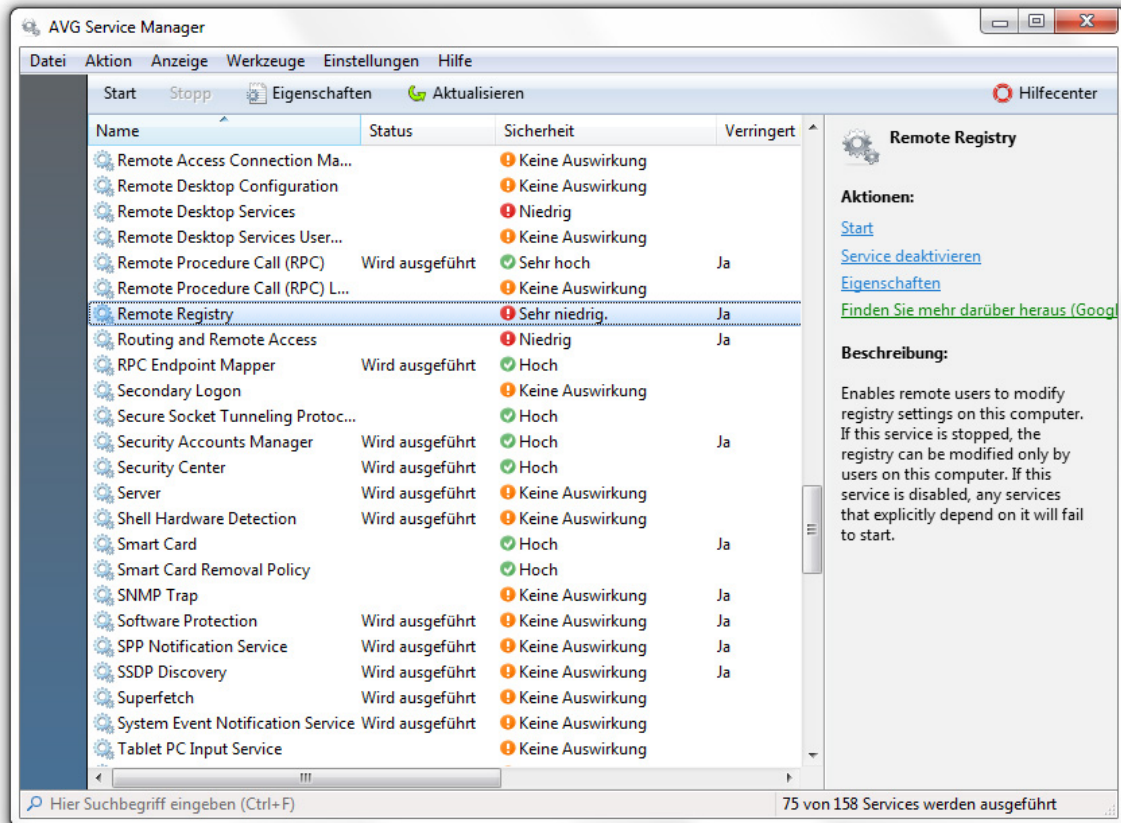 AVG Service Manager
Datei Aktion Anzeige Werkzeuge Einstellungen Hilfe
Start Stopp Eigenschaften Aktualisieren Hilfecenter
Name Status Sicherheit Verringert
Remote Access Connection Ma... Keine Auswirkung
Remote Desktop Configuration Keine Auswirkung
Remote Desktop Services Niedrig
Remote Desktop Services User... Keine Auswirkung
Remote Procedure Call (RPC) Wird ausgeführt Sehr hoch Ja
Remote Procedure Call (RPC) L... Keine Auswirkung
Remote Registry Sehr niedrig. Ja
Routing and Remote Access Niedrig Ja
RPC Endpoint Mapper Wird ausgeführt Hoch
Secondary Logon Keine Auswirkung
Secure Socket Tunneling Protoc... Hoch
Security Accounts Manager Wird ausgeführt Hoch Ja
Security Center Wird ausgeführt Hoch
Server Wird ausgeführt Keine Auswirkung
Shell Hardware Detection Wird ausgeführt Keine Auswirkung
Smart Card Hoch Ja
Smart Card Removal Policy Hoch
SNMP Trap Keine Auswirkung Ja
Software Protection Wird ausgeführt Keine Auswirkung Ja
SPP Notification Service Wird ausgeführt Keine Auswirkung Ja
SSDP Discovery Wird ausgeführt Keine Auswirkung Ja
Superfetch Wird ausgeführt Keine Auswirkung
System Event Notification Service Wird ausgeführt Keine Auswirkung
Tablet PC Input Service Keine Auswirkung
Remote Registry
Aktionen:
Start
Service deaktivieren
Eigenschaften
Finden Sie mehr darüber heraus (Googl
Beschreibung:
Enables remote users to modify
registry settings on this computer.
If this service is stopped, the
registry can be modified only by
users on this computer. If this
service is disabled, any services
that explicitly depend on it will fail
to start.
Hier Suchbegriff eingeben (Ctrl+F)
75 von 158 Services werden ausgeführt